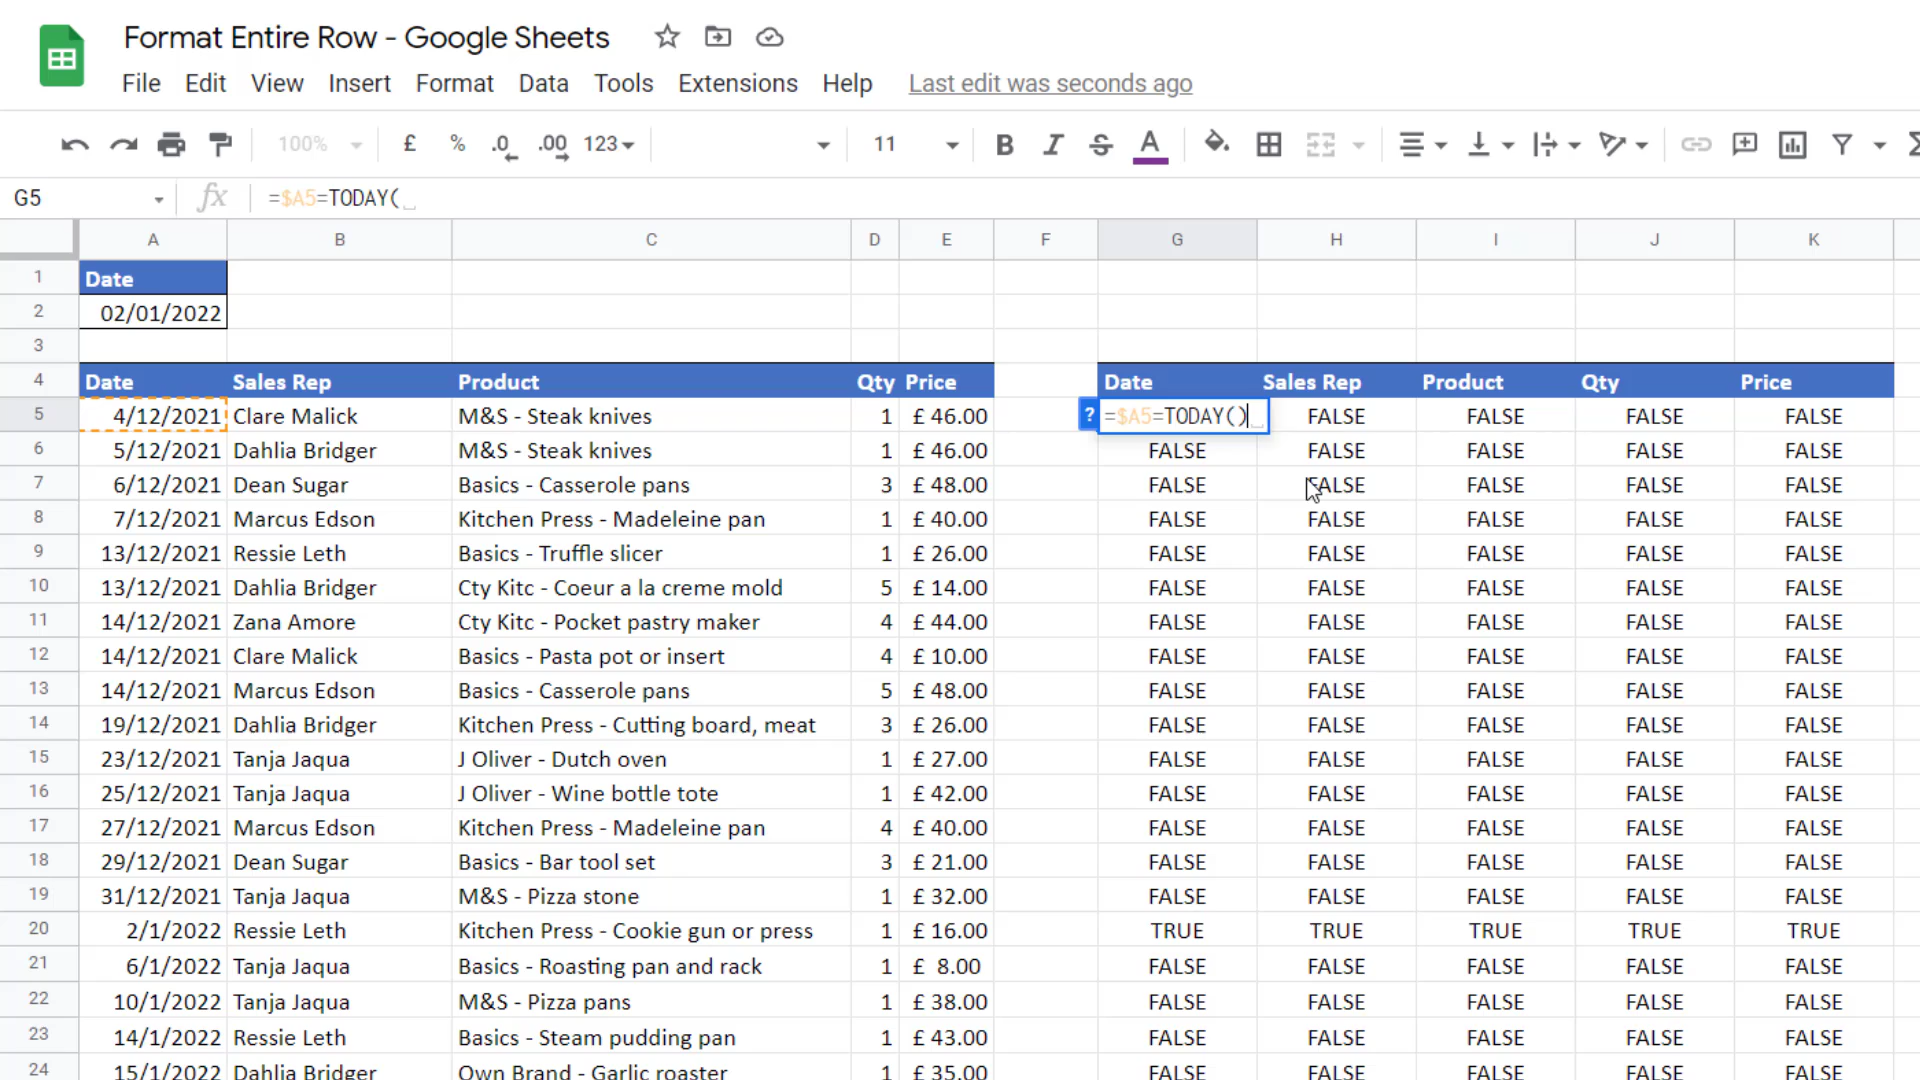 Format Entire Row - Google Sheets
File Edit View Insert Format Data Tools Extensions Help Last edit was seconds ago
100% £ % .0 .00 123 11 B I S A
G5 fx =$A5=TODAY(
A B C D E F G H I J K
1 Date
2 02/01/2022
3
4 Date Sales Rep Product Qty Price Date Sales Rep Product Qty Price
5 4/12/2021 Clare Malick M&S - Steak knives 1 £ 46.00 ? =$A5=TODAY() FALSE FALSE FALSE FALSE
6 5/12/2021 Dahlia Bridger M&S - Steak knives 1 £ 46.00 FALSE FALSE FALSE FALSE FALSE
7 6/12/2021 Dean Sugar Basics - Casserole pans 3 £ 48.00 FALSE FALSE FALSE FALSE FALSE
8 7/12/2021 Marcus Edson Kitchen Press - Madeleine pan 1 £ 40.00 FALSE FALSE FALSE FALSE FALSE
9 13/12/2021 Ressie Leth Basics - Truffle slicer 1 £ 26.00 FALSE FALSE FALSE FALSE FALSE
10 13/12/2021 Dahlia Bridger Cty Kitc - Coeur a la creme mold 5 £ 14.00 FALSE FALSE FALSE FALSE FALSE
11 14/12/2021 Zana Amore Cty Kitc - Pocket pastry maker 4 £ 44.00 FALSE FALSE FALSE FALSE FALSE
12 14/12/2021 Clare Malick Basics - Pasta pot or insert 4 £ 10.00 FALSE FALSE FALSE FALSE FALSE
13 14/12/2021 Marcus Edson Basics - Casserole pans 5 £ 48.00 FALSE FALSE FALSE FALSE FALSE
14 19/12/2021 Dahlia Bridger Kitchen Press - Cutting board, meat 3 £ 26.00 FALSE FALSE FALSE FALSE FALSE
15 23/12/2021 Tanja Jaqua J Oliver - Dutch oven 1 £ 27.00 FALSE FALSE FALSE FALSE FALSE
16 25/12/2021 Tanja Jaqua J Oliver - Wine bottle tote 1 £ 42.00 FALSE FALSE FALSE FALSE FALSE
17 27/12/2021 Marcus Edson Kitchen Press - Madeleine pan 4 £ 40.00 FALSE FALSE FALSE FALSE FALSE
18 29/12/2021 Dean Sugar Basics - Bar tool set 3 £ 21.00 FALSE FALSE FALSE FALSE FALSE
19 31/12/2021 Tanja Jaqua M&S - Pizza stone 1 £ 32.00 FALSE FALSE FALSE FALSE FALSE
20 2/1/2022 Ressie Leth Kitchen Press - Cookie gun or press 1 £ 16.00 TRUE TRUE TRUE TRUE TRUE
21 6/1/2022 Tanja Jaqua Basics - Roasting pan and rack 1 £ 8.00 FALSE FALSE FALSE FALSE FALSE
22 10/1/2022 Tanja Jaqua M&S - Pizza pans 1 £ 38.00 FALSE FALSE FALSE FALSE FALSE
23 14/1/2022 Ressie Leth Basics - Steam pudding pan 1 £ 43.00 FALSE FALSE FALSE FALSE FALSE
24 15/1/2022 Dahlia Bridger Own Brand - Garlic roaster 1 £ 35.00 FALSE FALSE FALSE FALSE FALSE